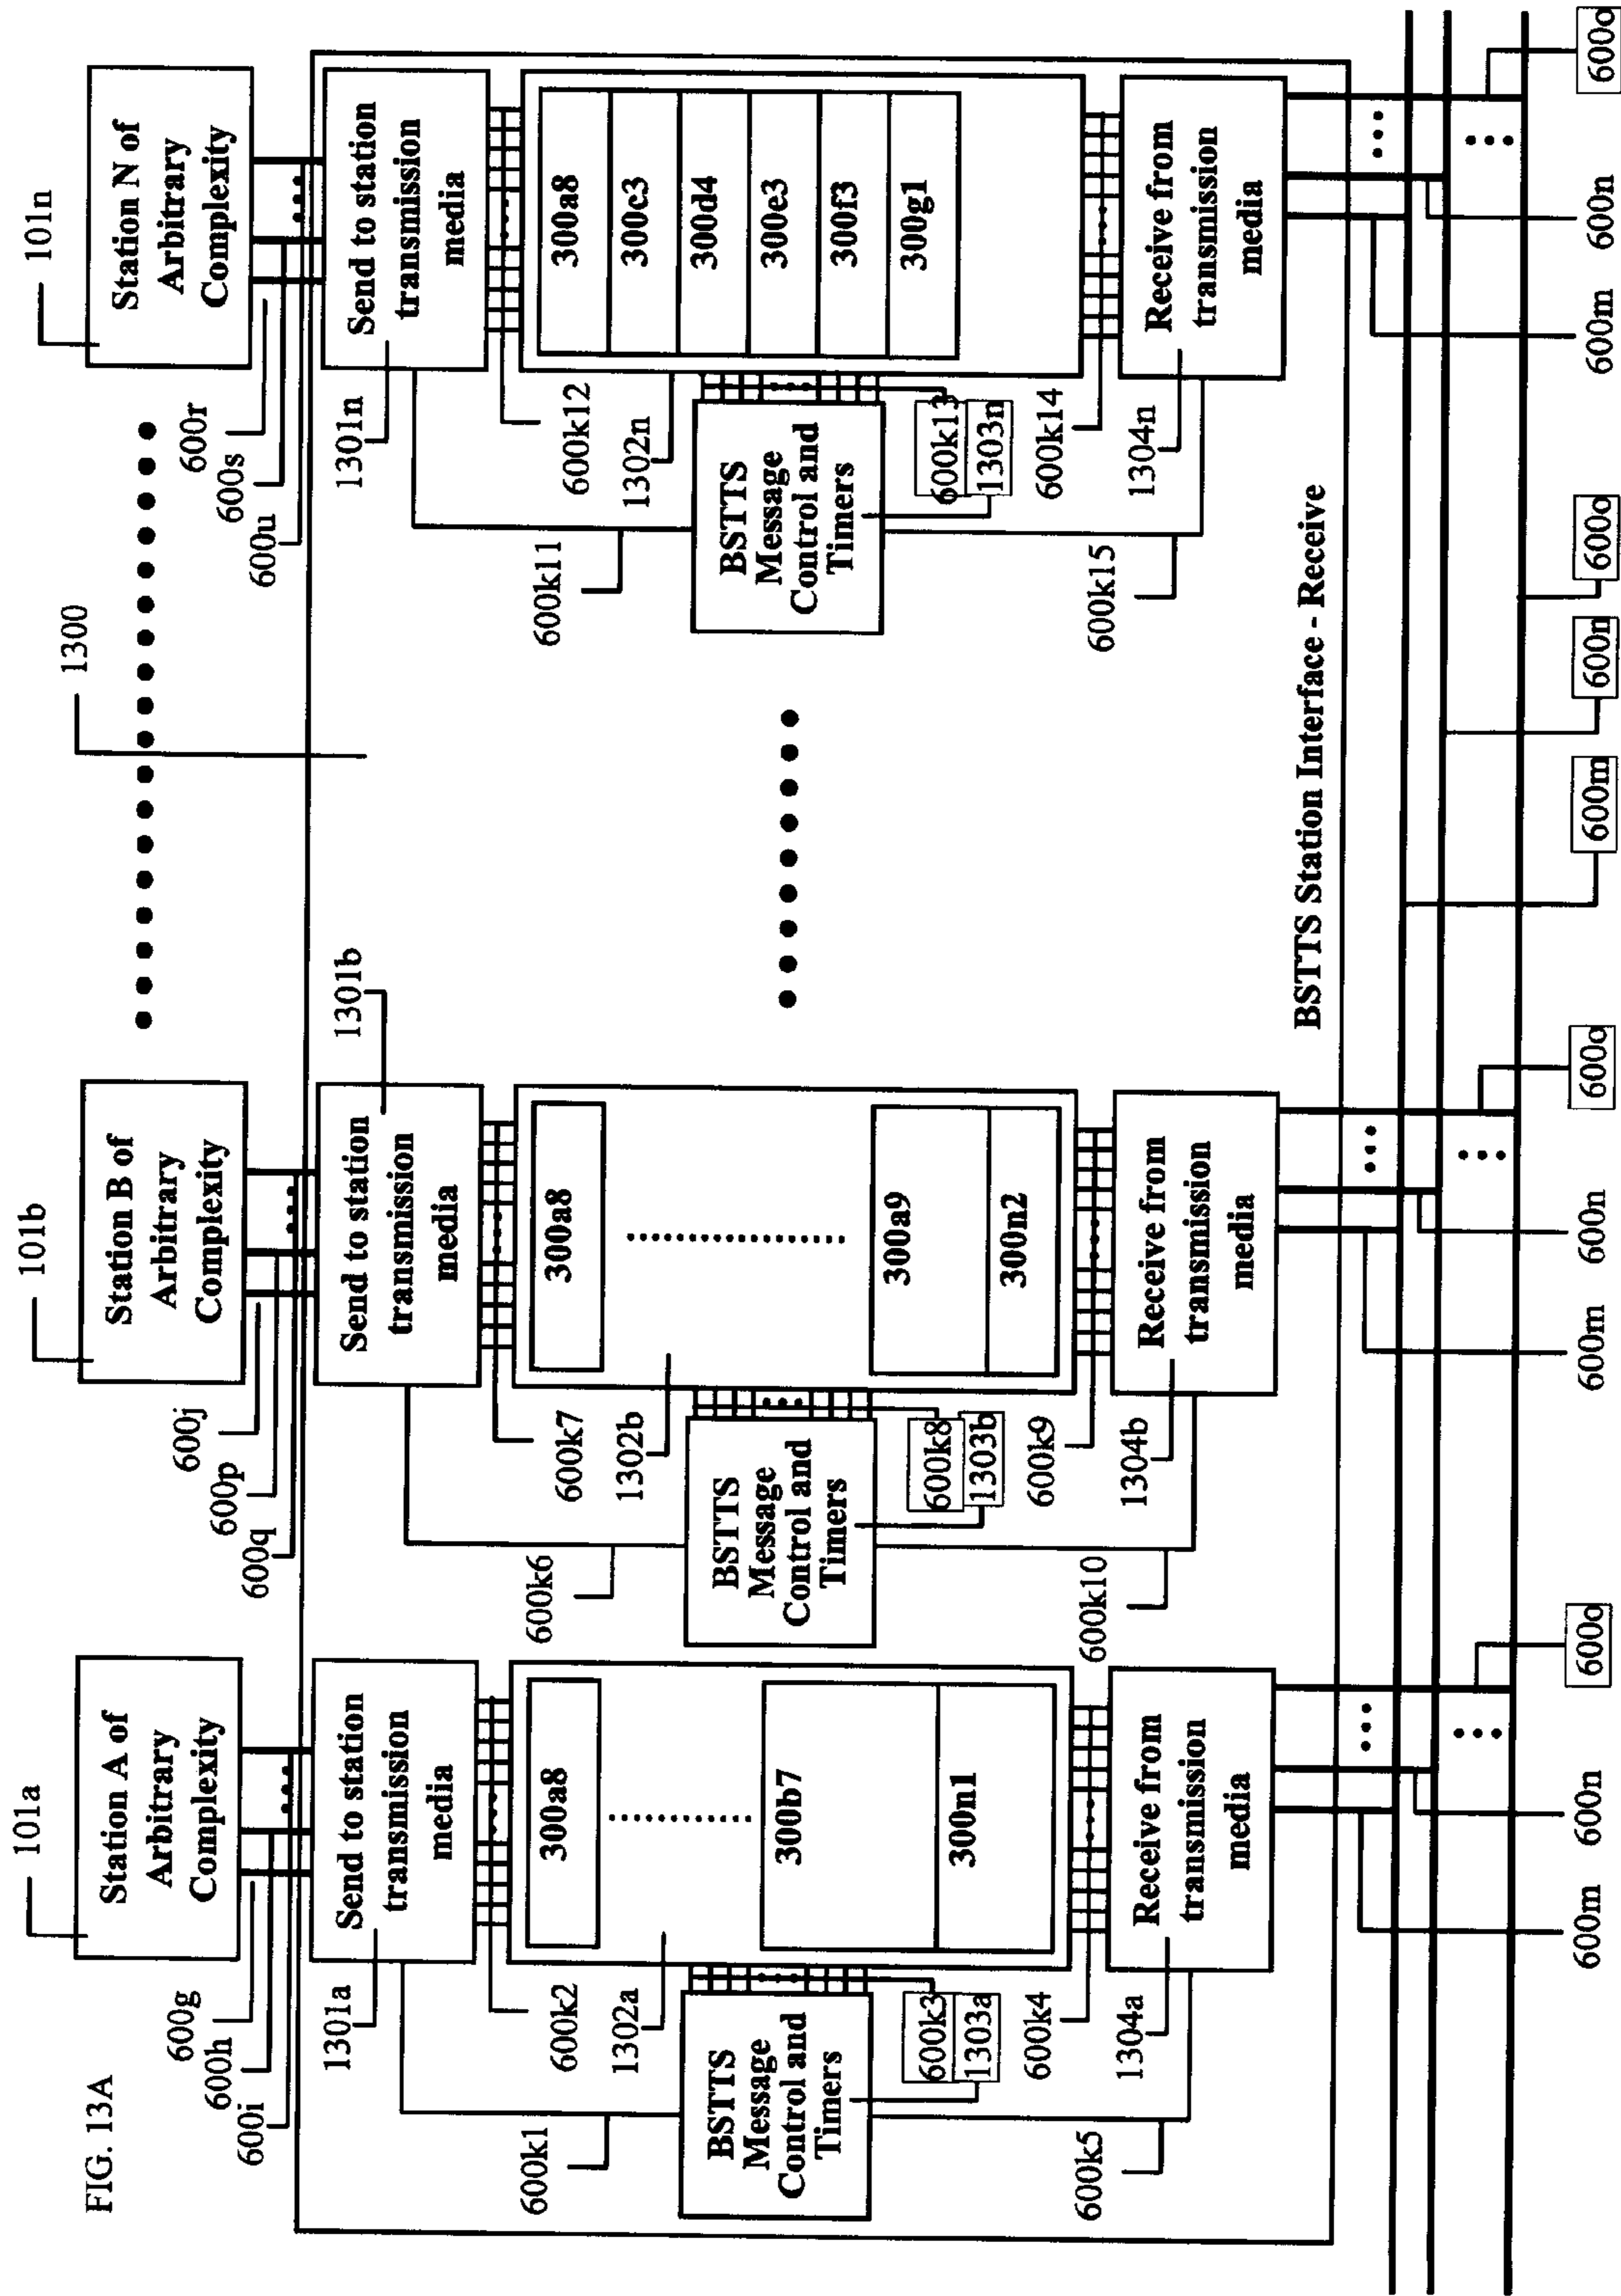 FIG. 13A
101a
Station A of
Arbitrary
Complexity
600g
600h
600i
1301a
Send to station
transmission
media
600k1
600k2
1302a
300a8
300b7
300n1
BSTTS
Message
Control and
Timers
600k3
1303a
600k4
600k5
1304a
Receive from
transmission
media
600m
600n
600o
101b
Station B of
Arbitrary
Complexity
600j
600p
600q
1301b
Send to station
transmission
media
600k6
600k7
1302b
300a8
300a9
300n2
BSTTS
Message
Control and
Timers
600k8
1303b
600k9
600k10
1304b
Receive from
transmission
media
600m
600n
600o
1300
101n
Station N of
Arbitrary
Complexity
600r
600s
600u
1301n
Send to station
transmission
media
600k11
600k12
1302n
300a8
300c3
300d4
300e3
300f3
300g1
BSTTS
Message
Control and
Timers
600k13
1303n
600k14
600k15
1304n
Receive from
transmission
media
BSTTS Station Interface - Receive
600m
600n
600o
600m
600n
600o